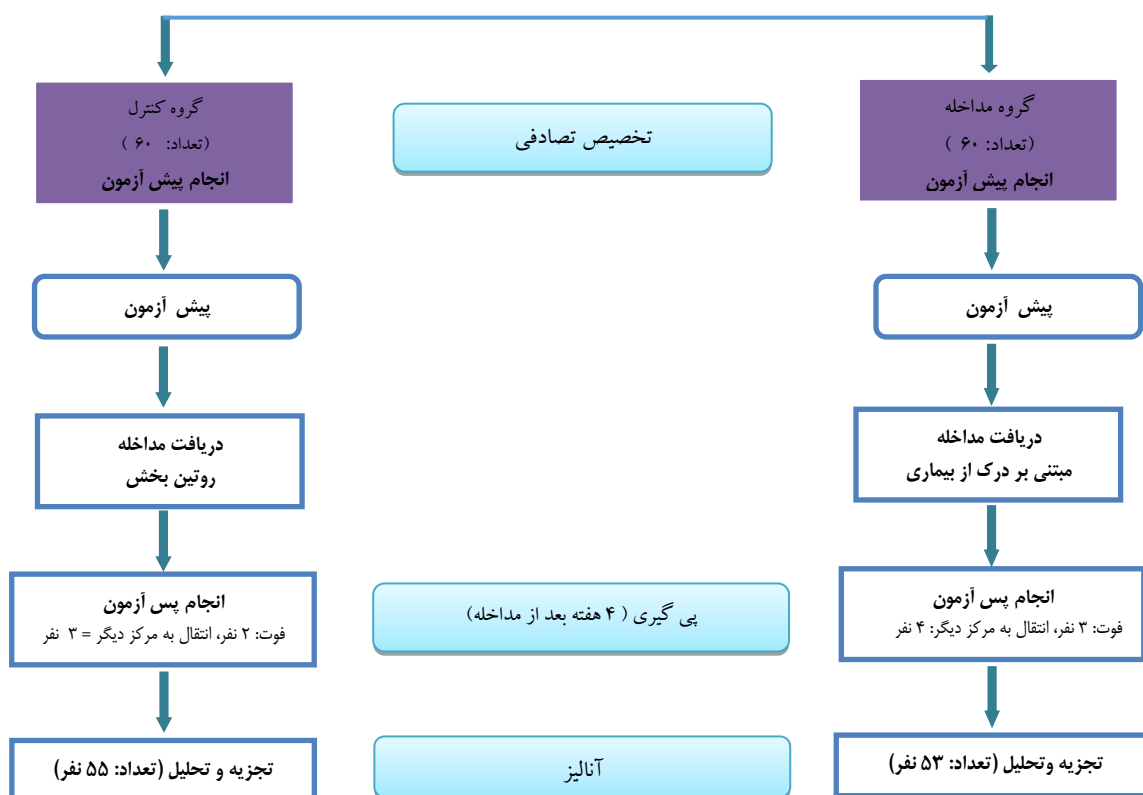 گروه مداخله
(تعداد: ۶۰ )
انجام پیش آزمون
تخصیص تصادفی
گروه کنترل
(تعداد: ۶۰ )
انجام پیش آزمون
پیش آزمون
پیش آزمون
دریافت مداخله
مبتنی بر درک از بیماری
دریافت مداخله
روتین بخش
انجام پس آزمون
فوت: ۳ نفر، انتقال به مرکز دیگر: ۴ نفر
پی گیری ( ۴ هفته بعد از مداخله)
انجام پس آزمون
فوت: ۲ نفر، انتقال به مرکز دیگر = ۳ نفر
تجزیه وتحلیل (تعداد: ۵۳ نفر)
آنالیز
تجزیه و تحلیل (تعداد: ۵۵ نفر)